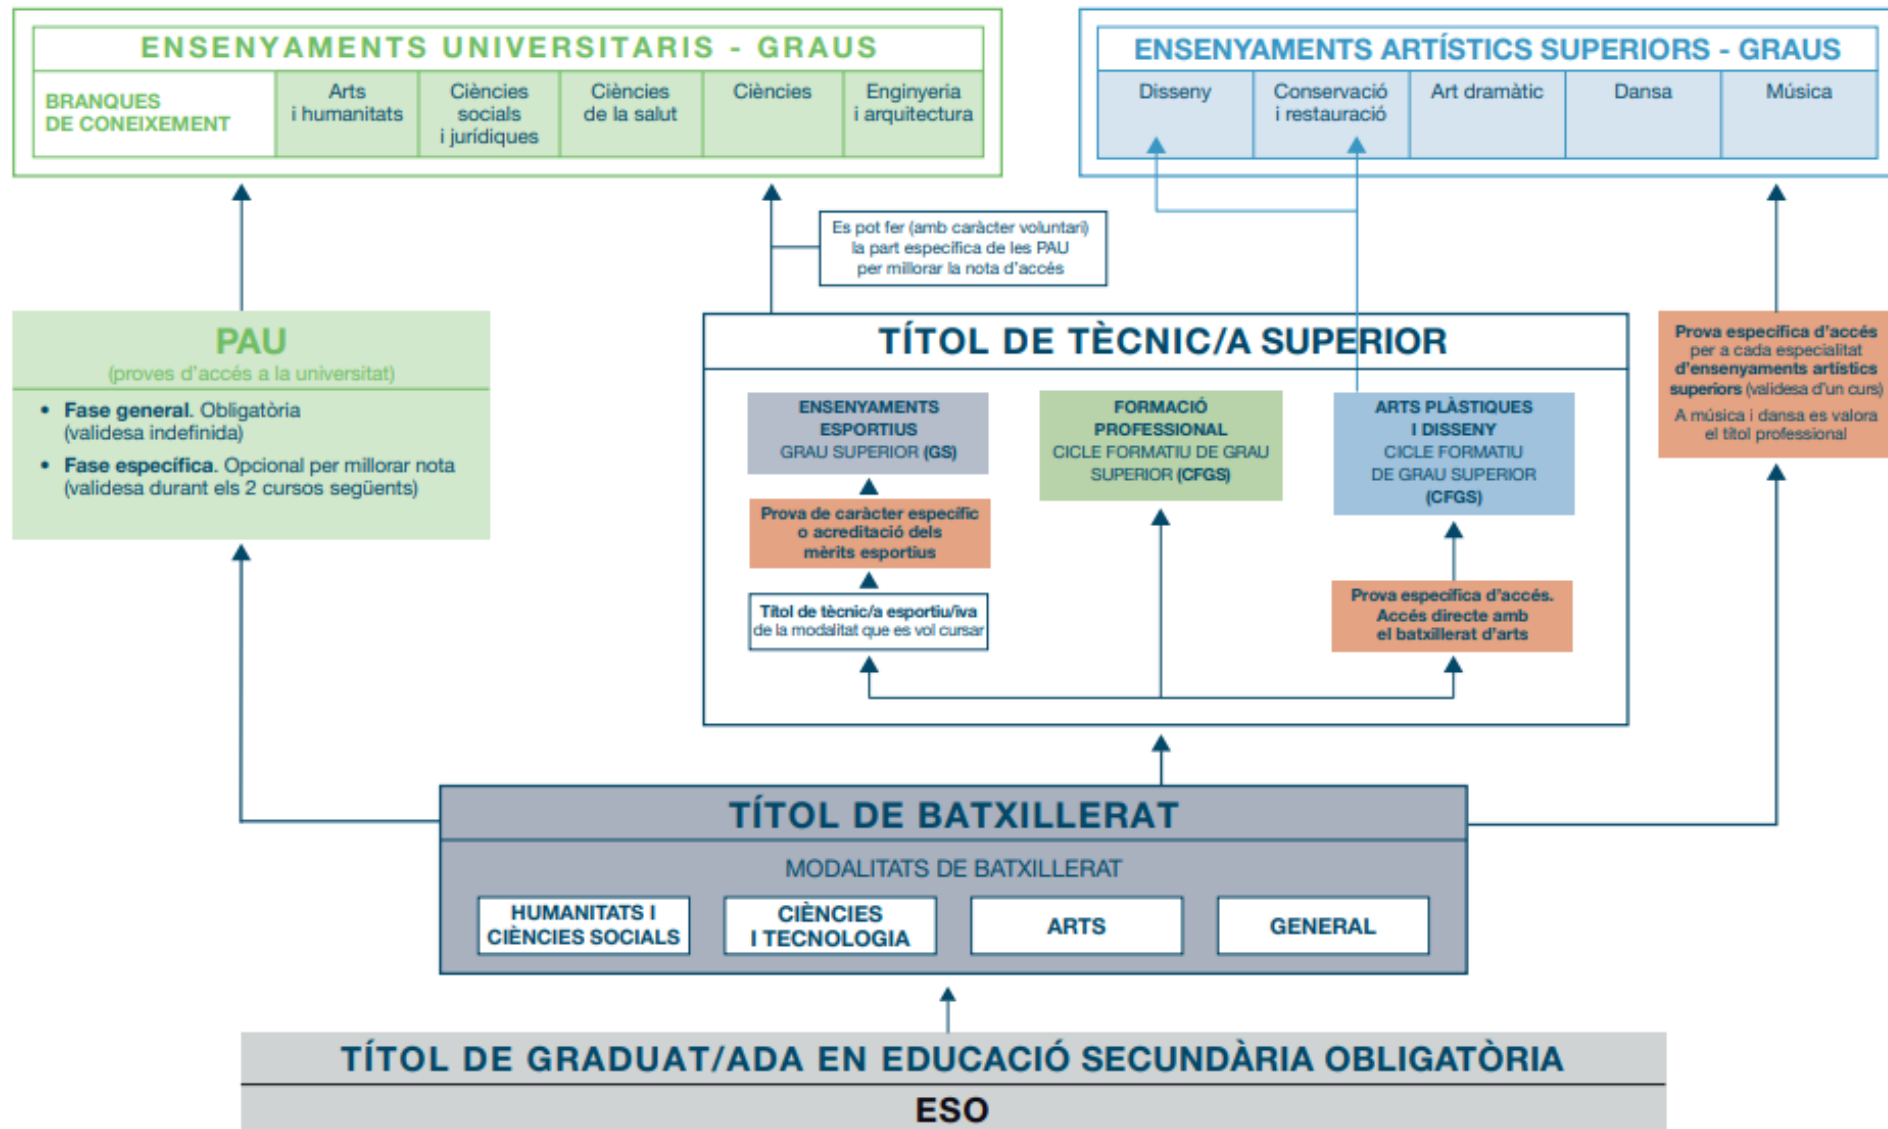 ENSENYAMENTS UNIVERSITARIS - GRAUS
BRANQUES
DE CONEIXEMENT
Arts
i humanitats
Ciències
socials
i jurídiques
Ciències
de la salut
Ciències
Enginyeria
i arquitectura
ENSENYAMENTS ARTÍSTICS SUPERIORS - GRAUS
Disseny
Conservació
i restauració
Art dramàtic
Dansa
Música
Es pot fer (amb caràcter voluntari)
la part específica de les PAU
per millorar la nota d'accés
PAU
(proves d'accés a la universitat)
• Fase general. Obligatòria
(validesa indefinida)
• Fase específica. Opcional per millorar nota
(validesa durant els 2 cursos següents)
TÍTOL DE TÈCNIC/A SUPERIOR
ENSENYAMENTS
ESPORTIUS
GRAU SUPERIOR (GS)
Prova de caràcter específic
o acreditació dels
mèrits esportius
Títol de tècnic/a esportiu/iva
de la modalitat que es vol cursar
FORMACIÓ
PROFESSIONAL
CICLE FORMATIU DE GRAU
SUPERIOR (CFGS)
ARTS PLÀSTIQUES
I DISSENY
CICLE FORMATIU
DE GRAU SUPERIOR
(CFGS)
Prova específica d'accés.
Accés directe amb
el batxillerat d'arts
Prova específica d'accés
per a cada especialitat
d'ensenyaments artístics
superiors (validesa d'un curs)
A música i dansa es valora
el títol professional
TÍTOL DE BATXILLERAT
MODALITATS DE BATXILLERAT
HUMANITATS I
CIÈNCIES SOCIALS
CIÈNCIES
I TECNOLOGIA
ARTS
GENERAL
TÍTOL DE GRADUAT/ADA EN EDUCACIÓ SECUNDÀRIA OBLIGATÒRIA
ESO